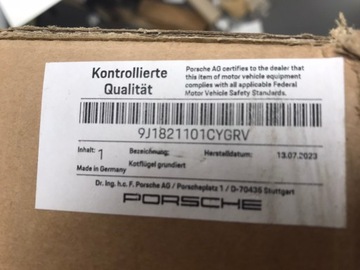 Kontrollierte
Qualität
Porsche AG certifies to the dealer that
this item of motor vehicle equipment
complies with all applicable Federal
Motor Vehicle Safety Standards.
9J1821101CYGRV
Inhalt: 1 Bezeichnung: Herstelldatum: 13.07.2023
Kotflügel grundiert
Made in Germany
Dr. Ing. h.c. F. Porsche AG / Porscheplatz 1 / D-70435 Stuttgart
PORSCHE